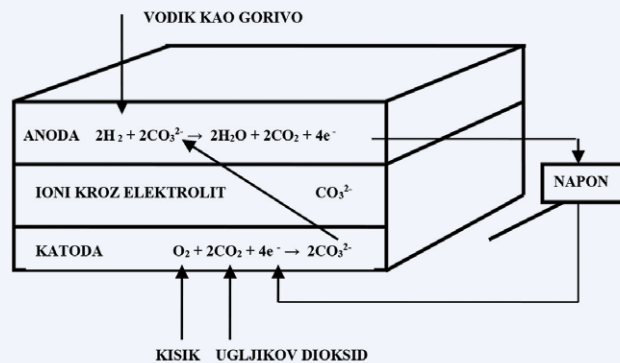 VODIK KAO GORIVO
ANODA 2H₂ + 2CO₃²⁻ → 2H₂O + 2CO₂ + 4e⁻
IONI KROZ ELEKTROLIT CO₃²⁻
NAPON
KATODA O₂ + 2CO₂ + 4e⁻ → 2CO₃²⁻
KISIK UGLJIKOV DIOKSID